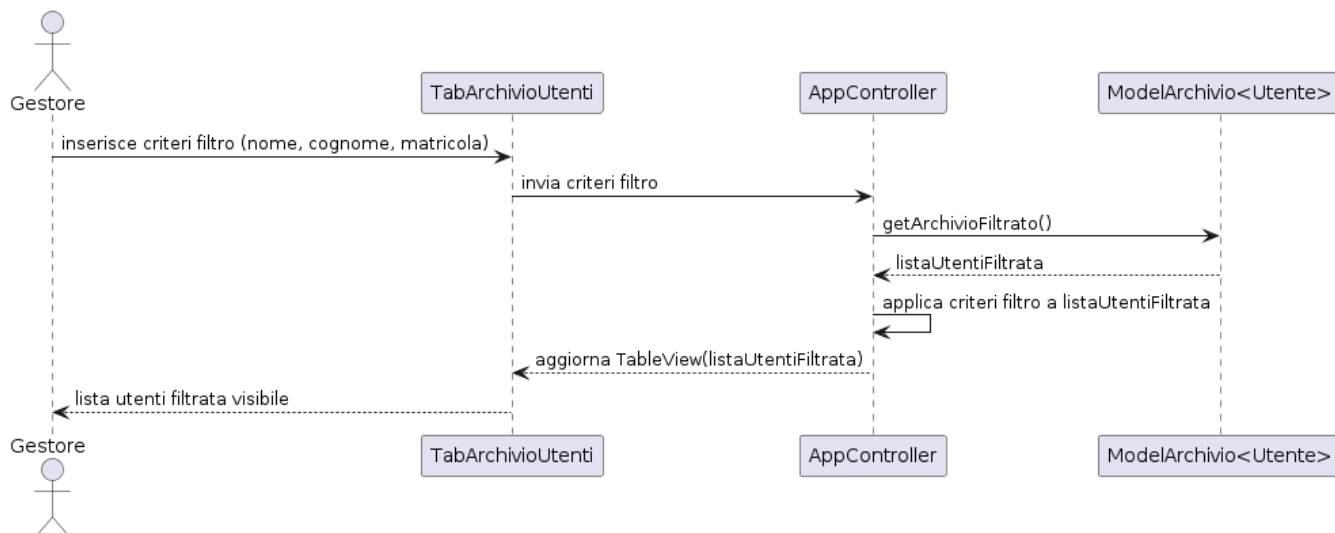 Gestore
TabArchivioUtenti
AppController
ModelArchivio<Utente>
inserisce criteri filtro (nome, cognome, matricola)
invia criteri filtro
getArchivioFiltrato()
listaUtentiFiltrata
applica criteri filtro a listaUtentiFiltrata
aggiorna TableView(listaUtentiFiltrata)
lista utenti filtrata visibile
Gestore
TabArchivioUtenti
AppController
ModelArchivio<Utente>